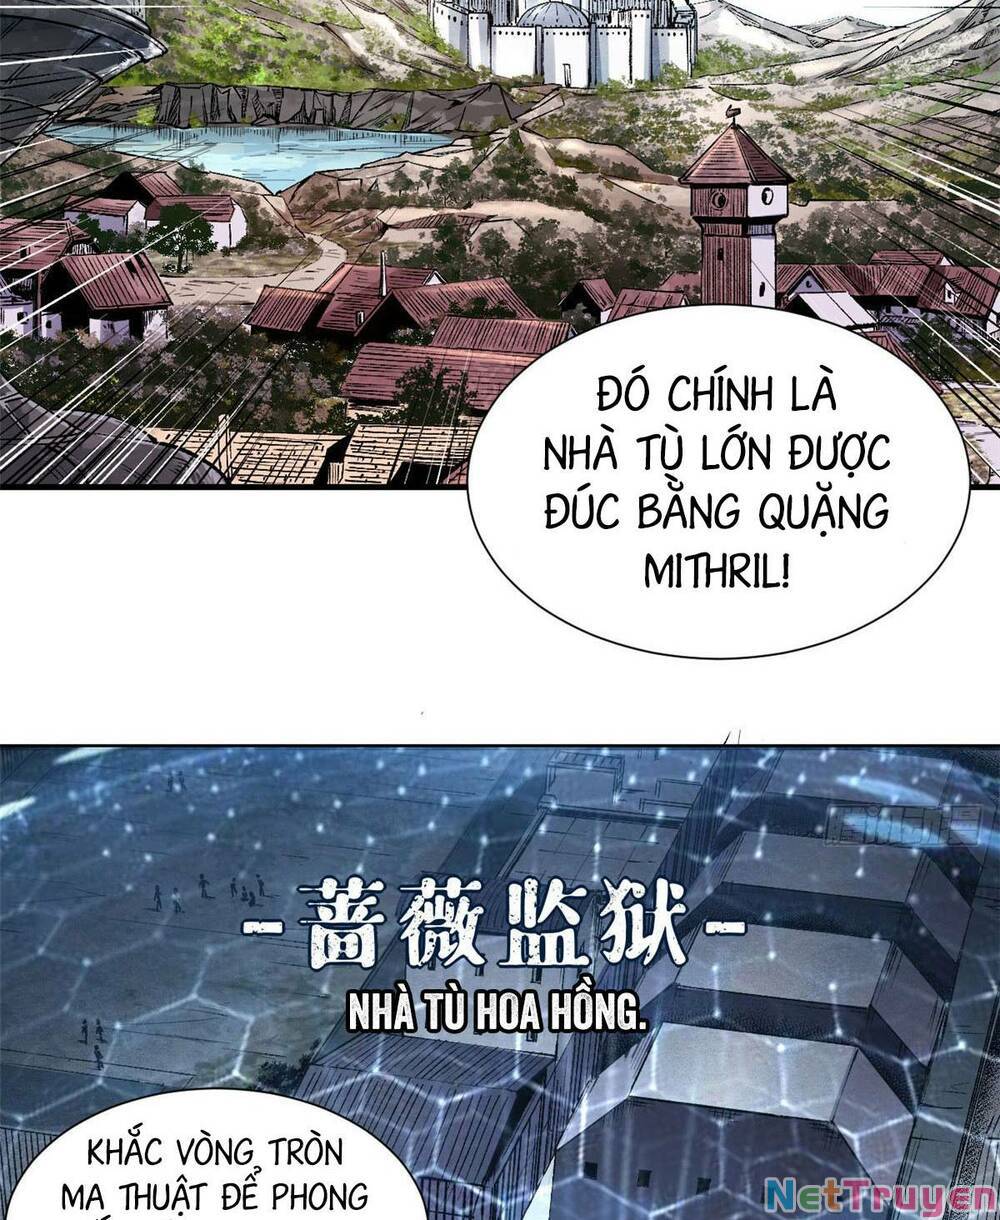 ĐÓ CHÍNH LÀ
NHÀ TÙ LỚN ĐƯỢC
ĐÚC BẰNG QUẶNG
MITHRIL!
-蔷薇监狱-
NHÀ TÙ HOA HỒNG.
KHẮC VÒNG TRÒN
MA THUẬT ĐỂ PHONG
NetTruyen